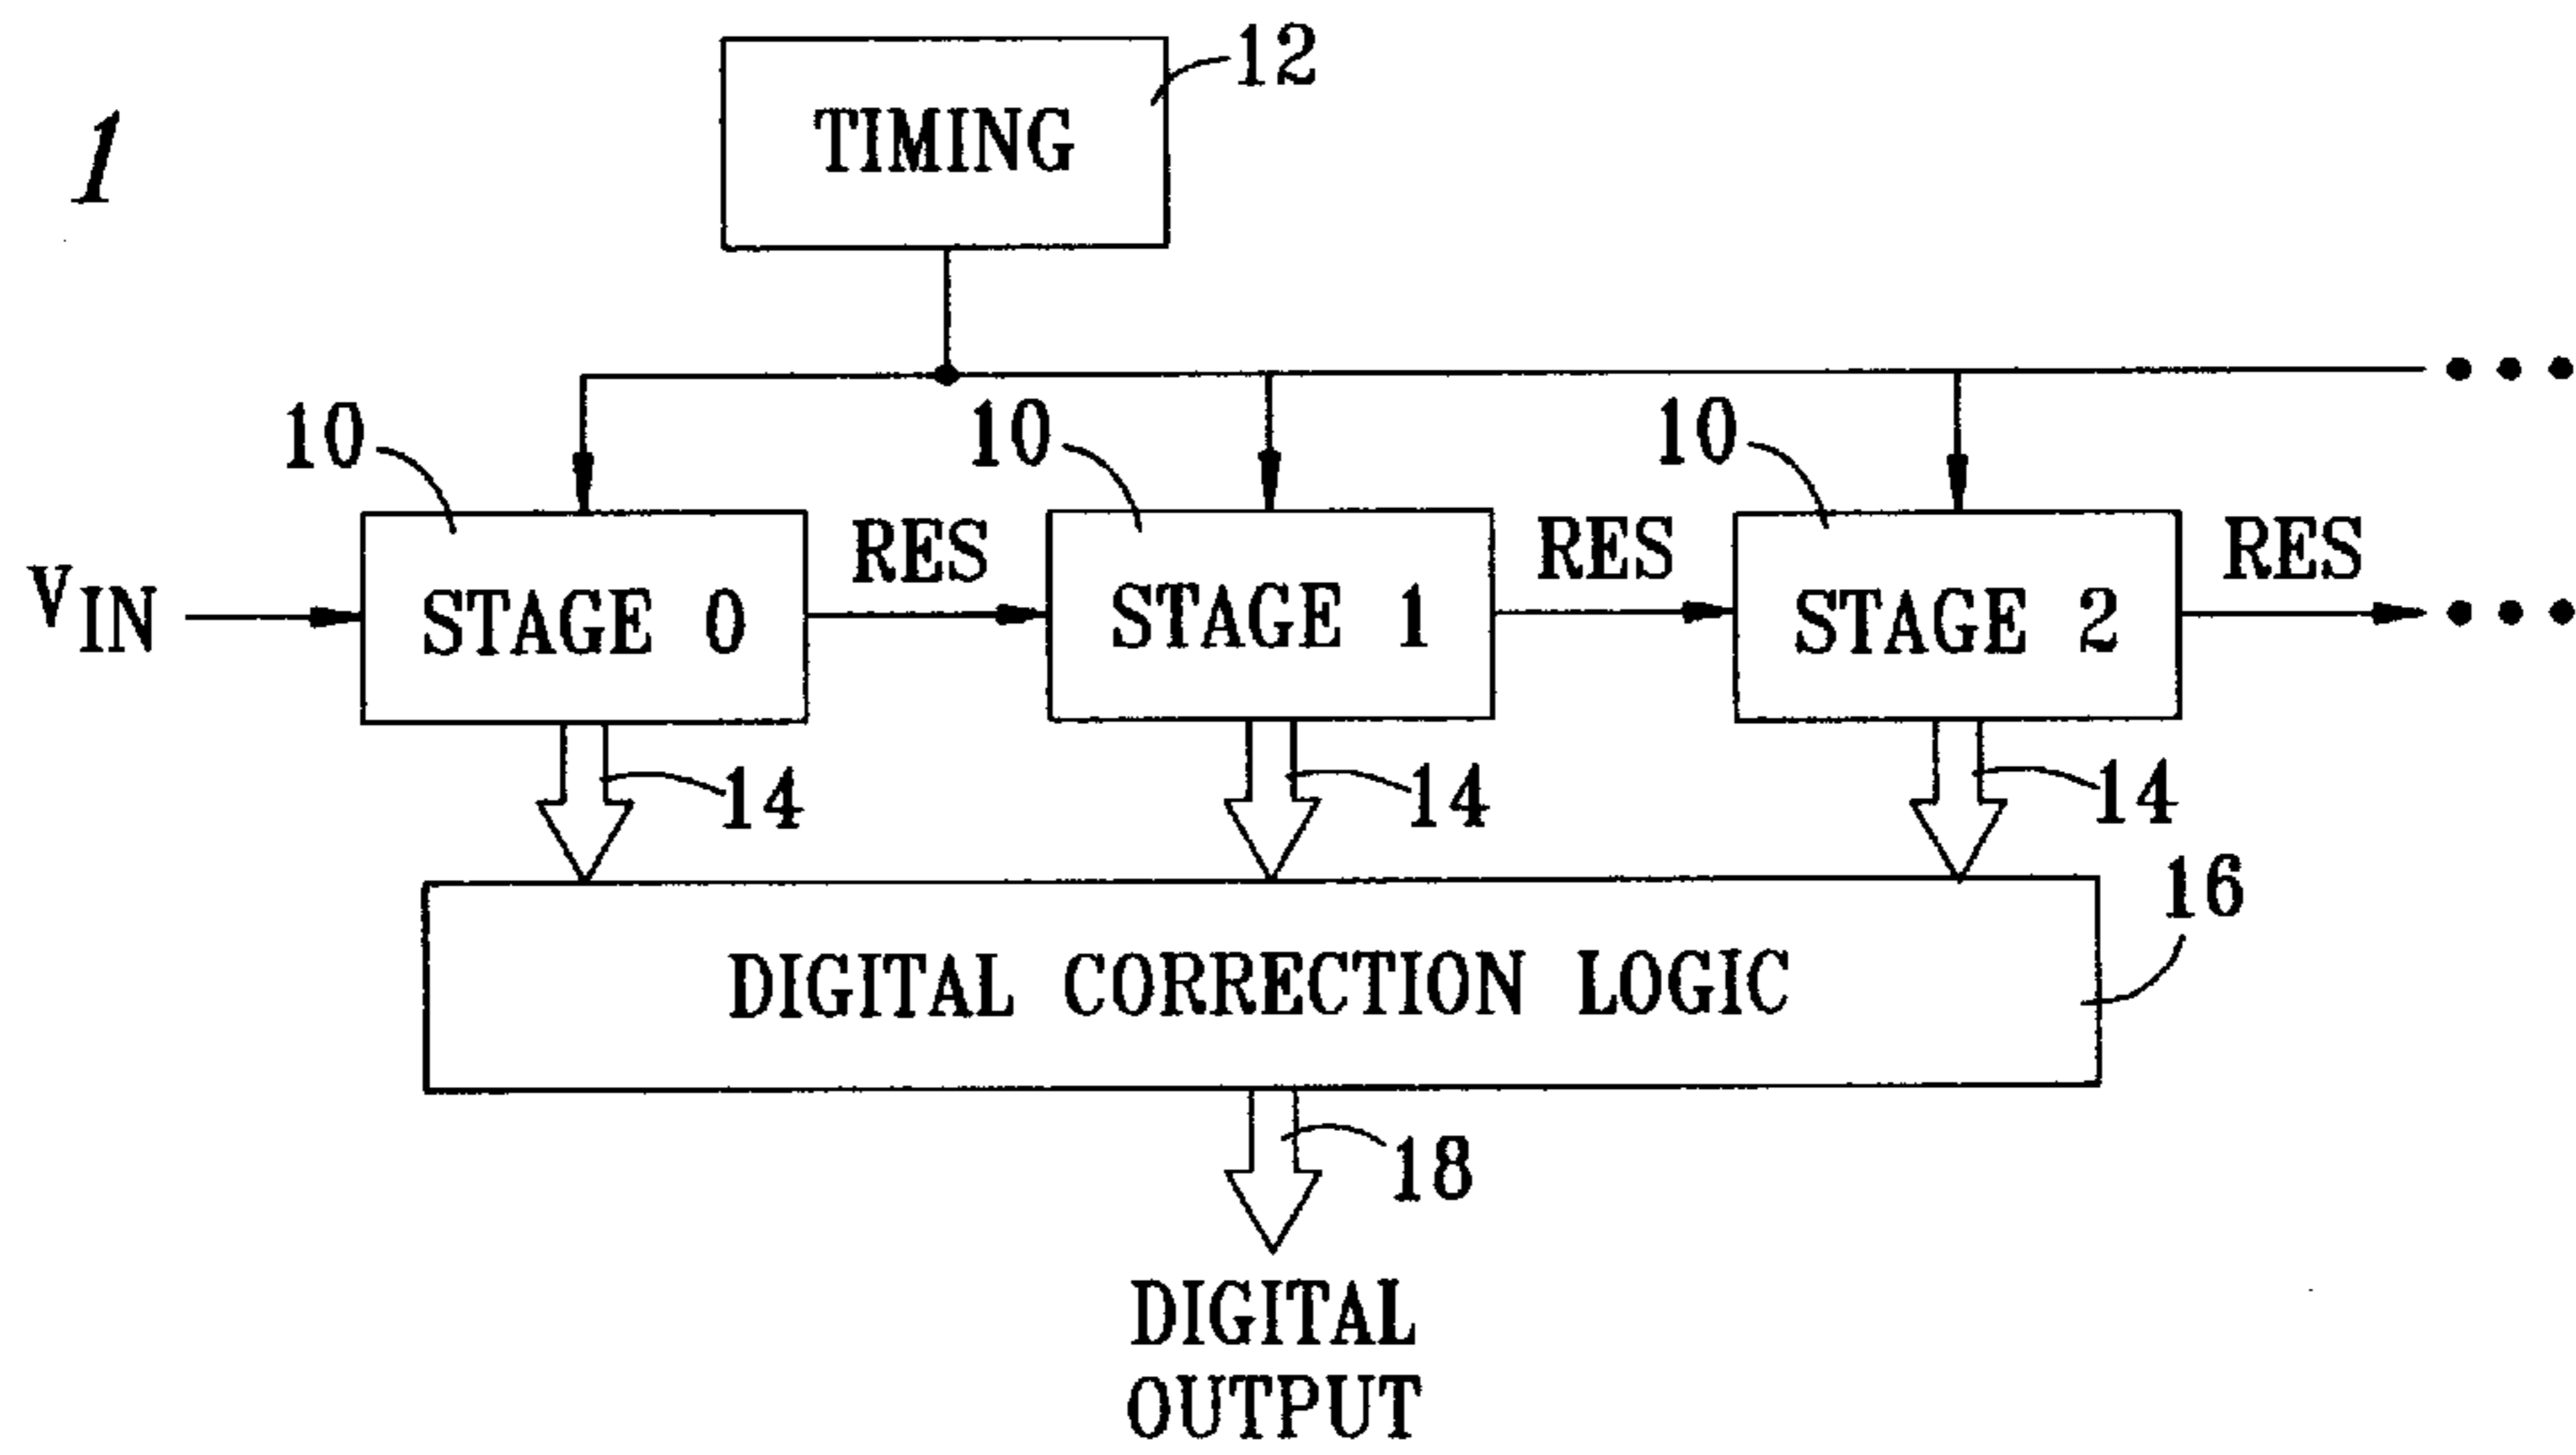 1
12
TIMING
10
10
10
RES
RES
RES
VIN
STAGE 0
STAGE 1
STAGE 2
14
14
14
16
DIGITAL CORRECTION LOGIC
18
DIGITAL
OUTPUT